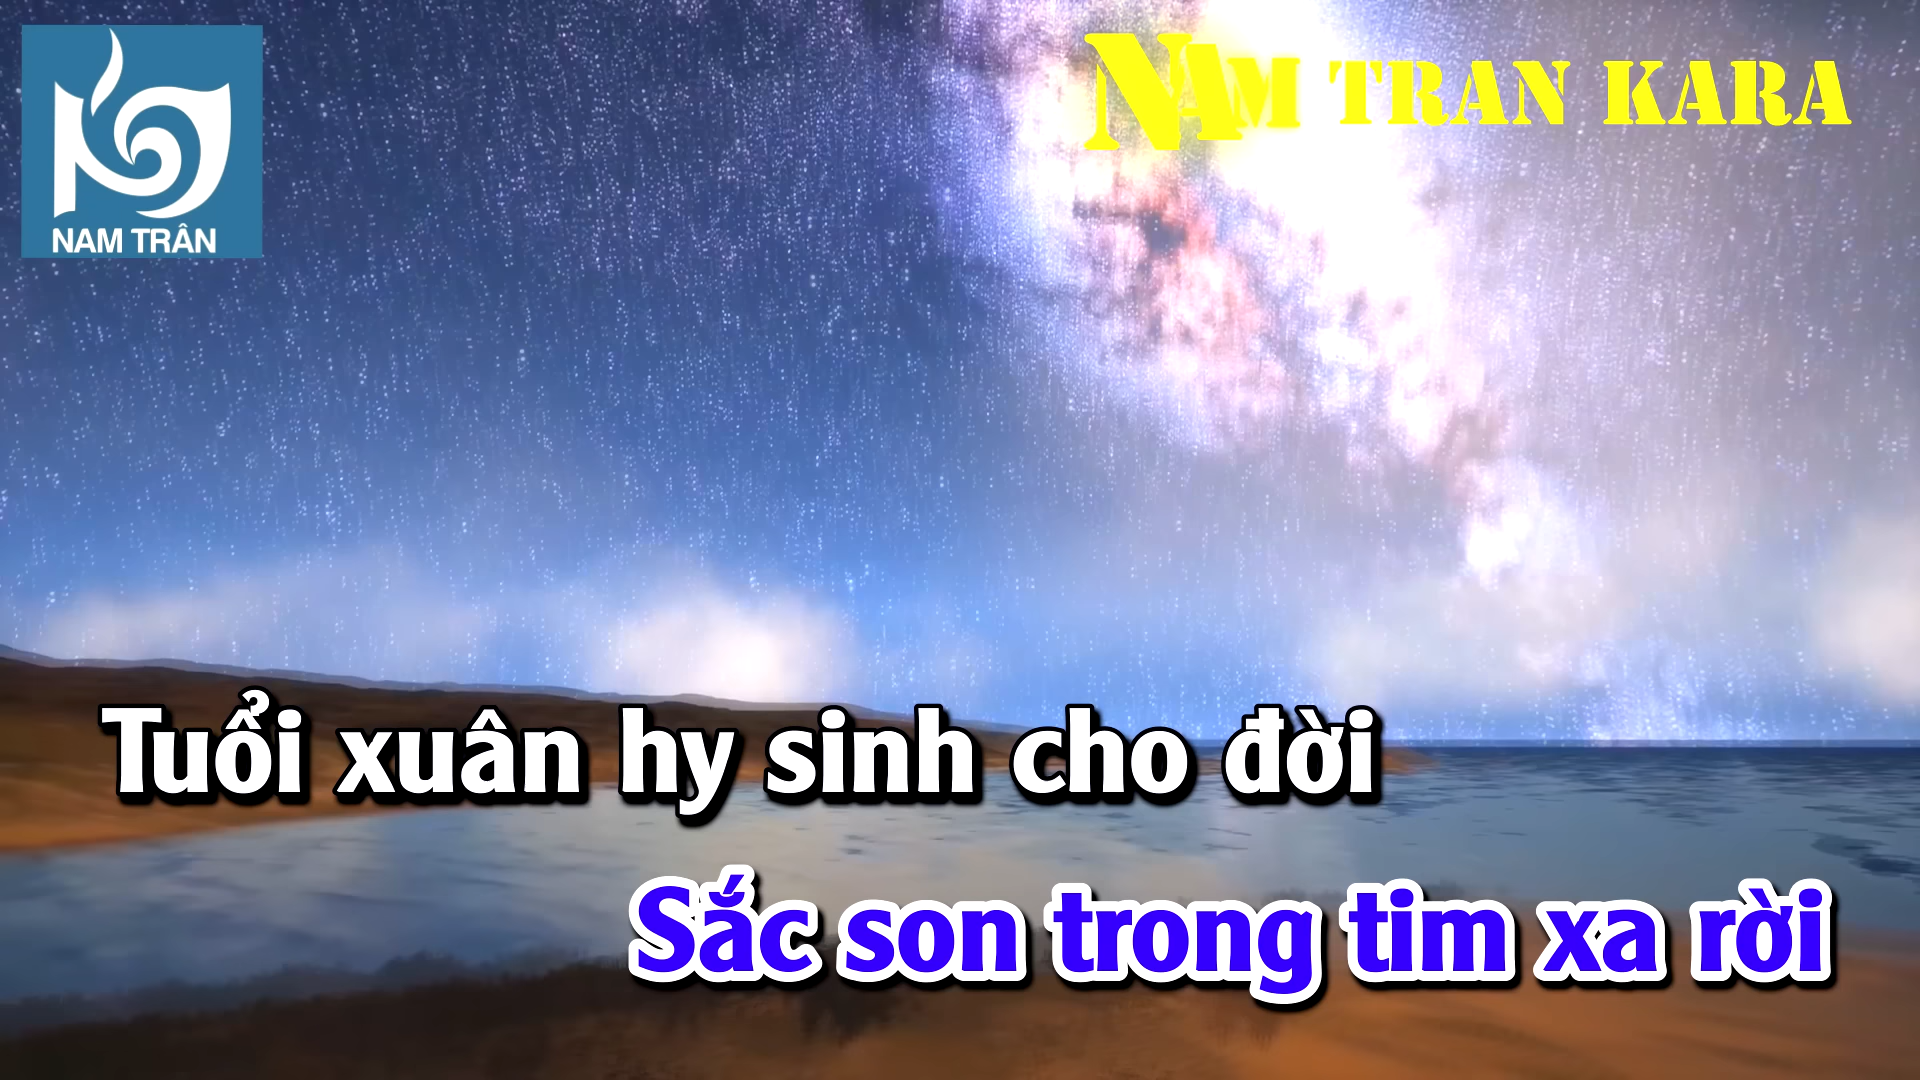 NAM TRAN KARA
NAM TRÂN
Tuổi xuân hy sinh cho đời
Sắc son trong tim xa rời